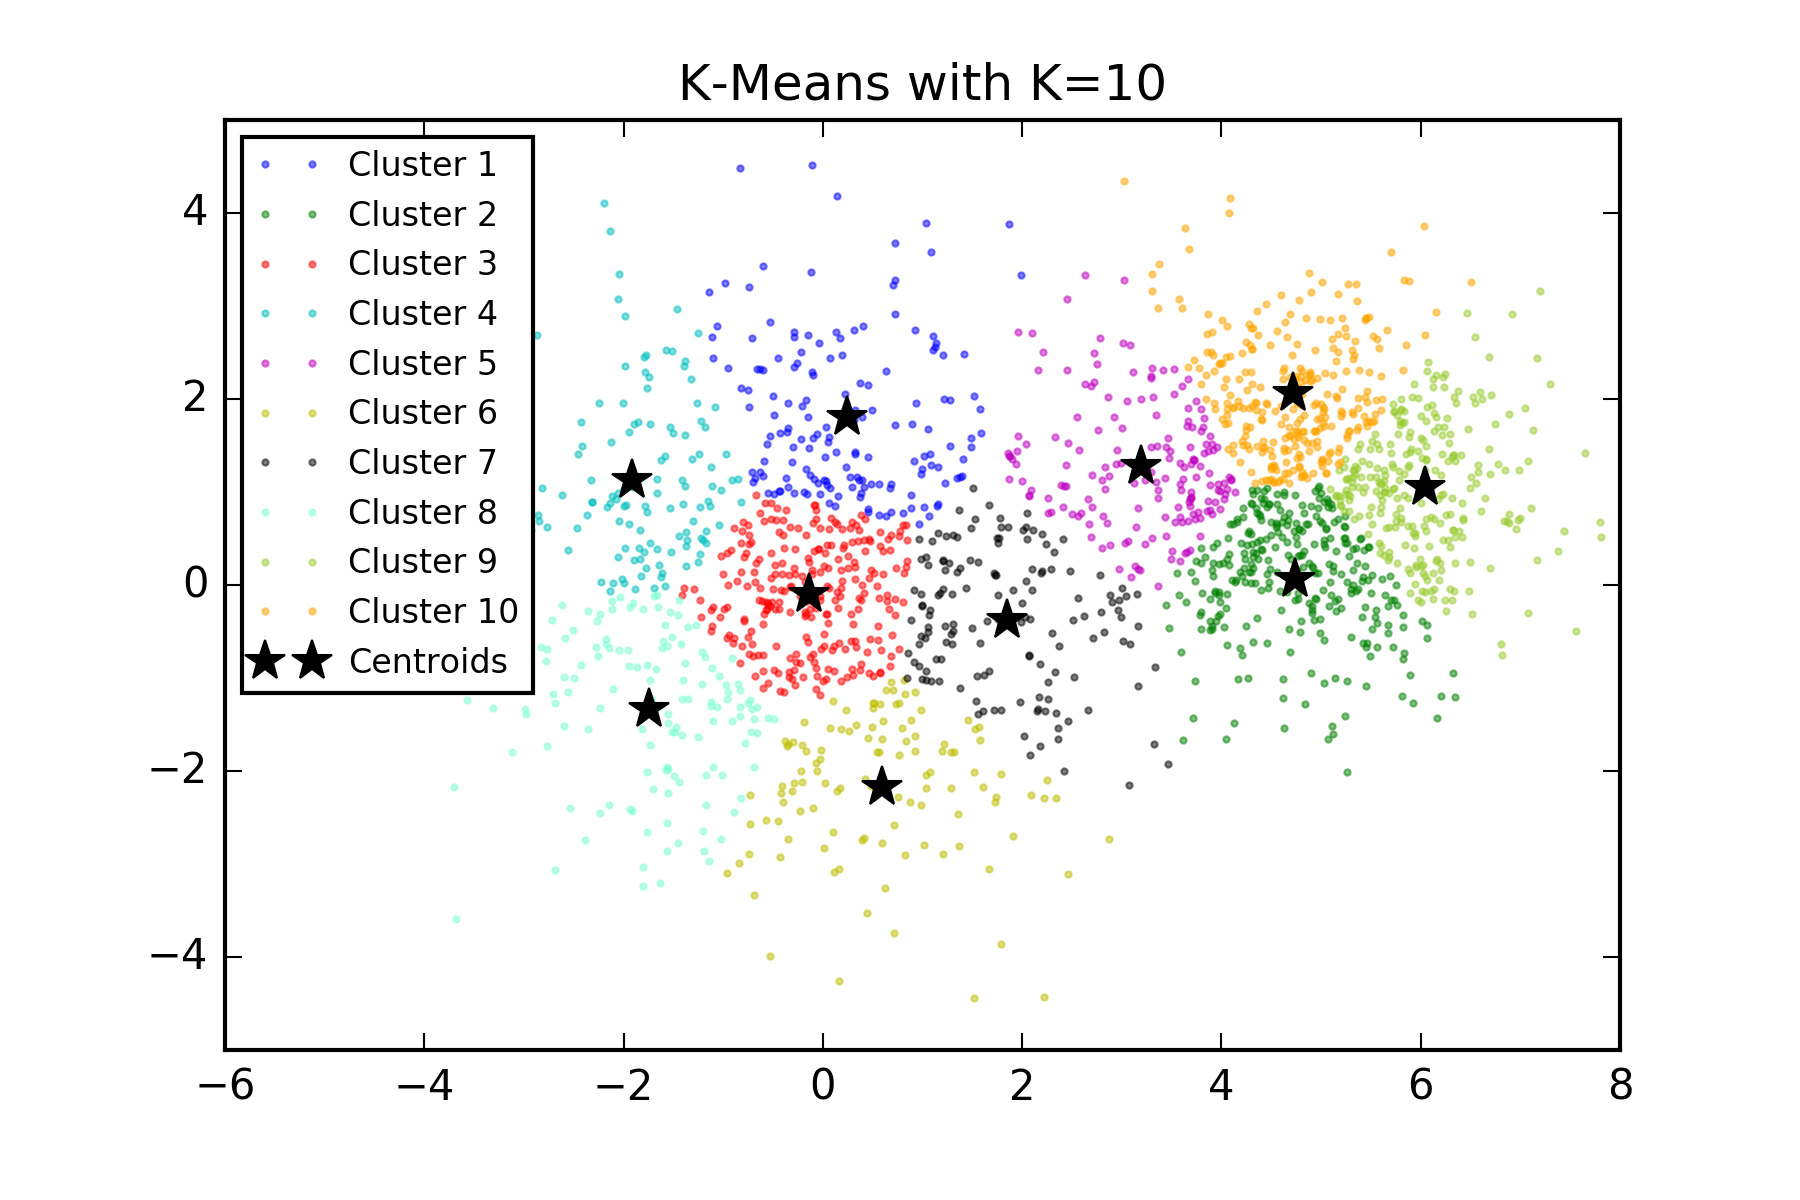 K-Means with K=10
Cluster 1
Cluster 2
Cluster 3
Cluster 4
Cluster 5
Cluster 6
Cluster 7
Cluster 8
Cluster 9
Cluster 10
Centroids
4
2
0
−2
−4
−6 −4 −2 0 2 4 6 8